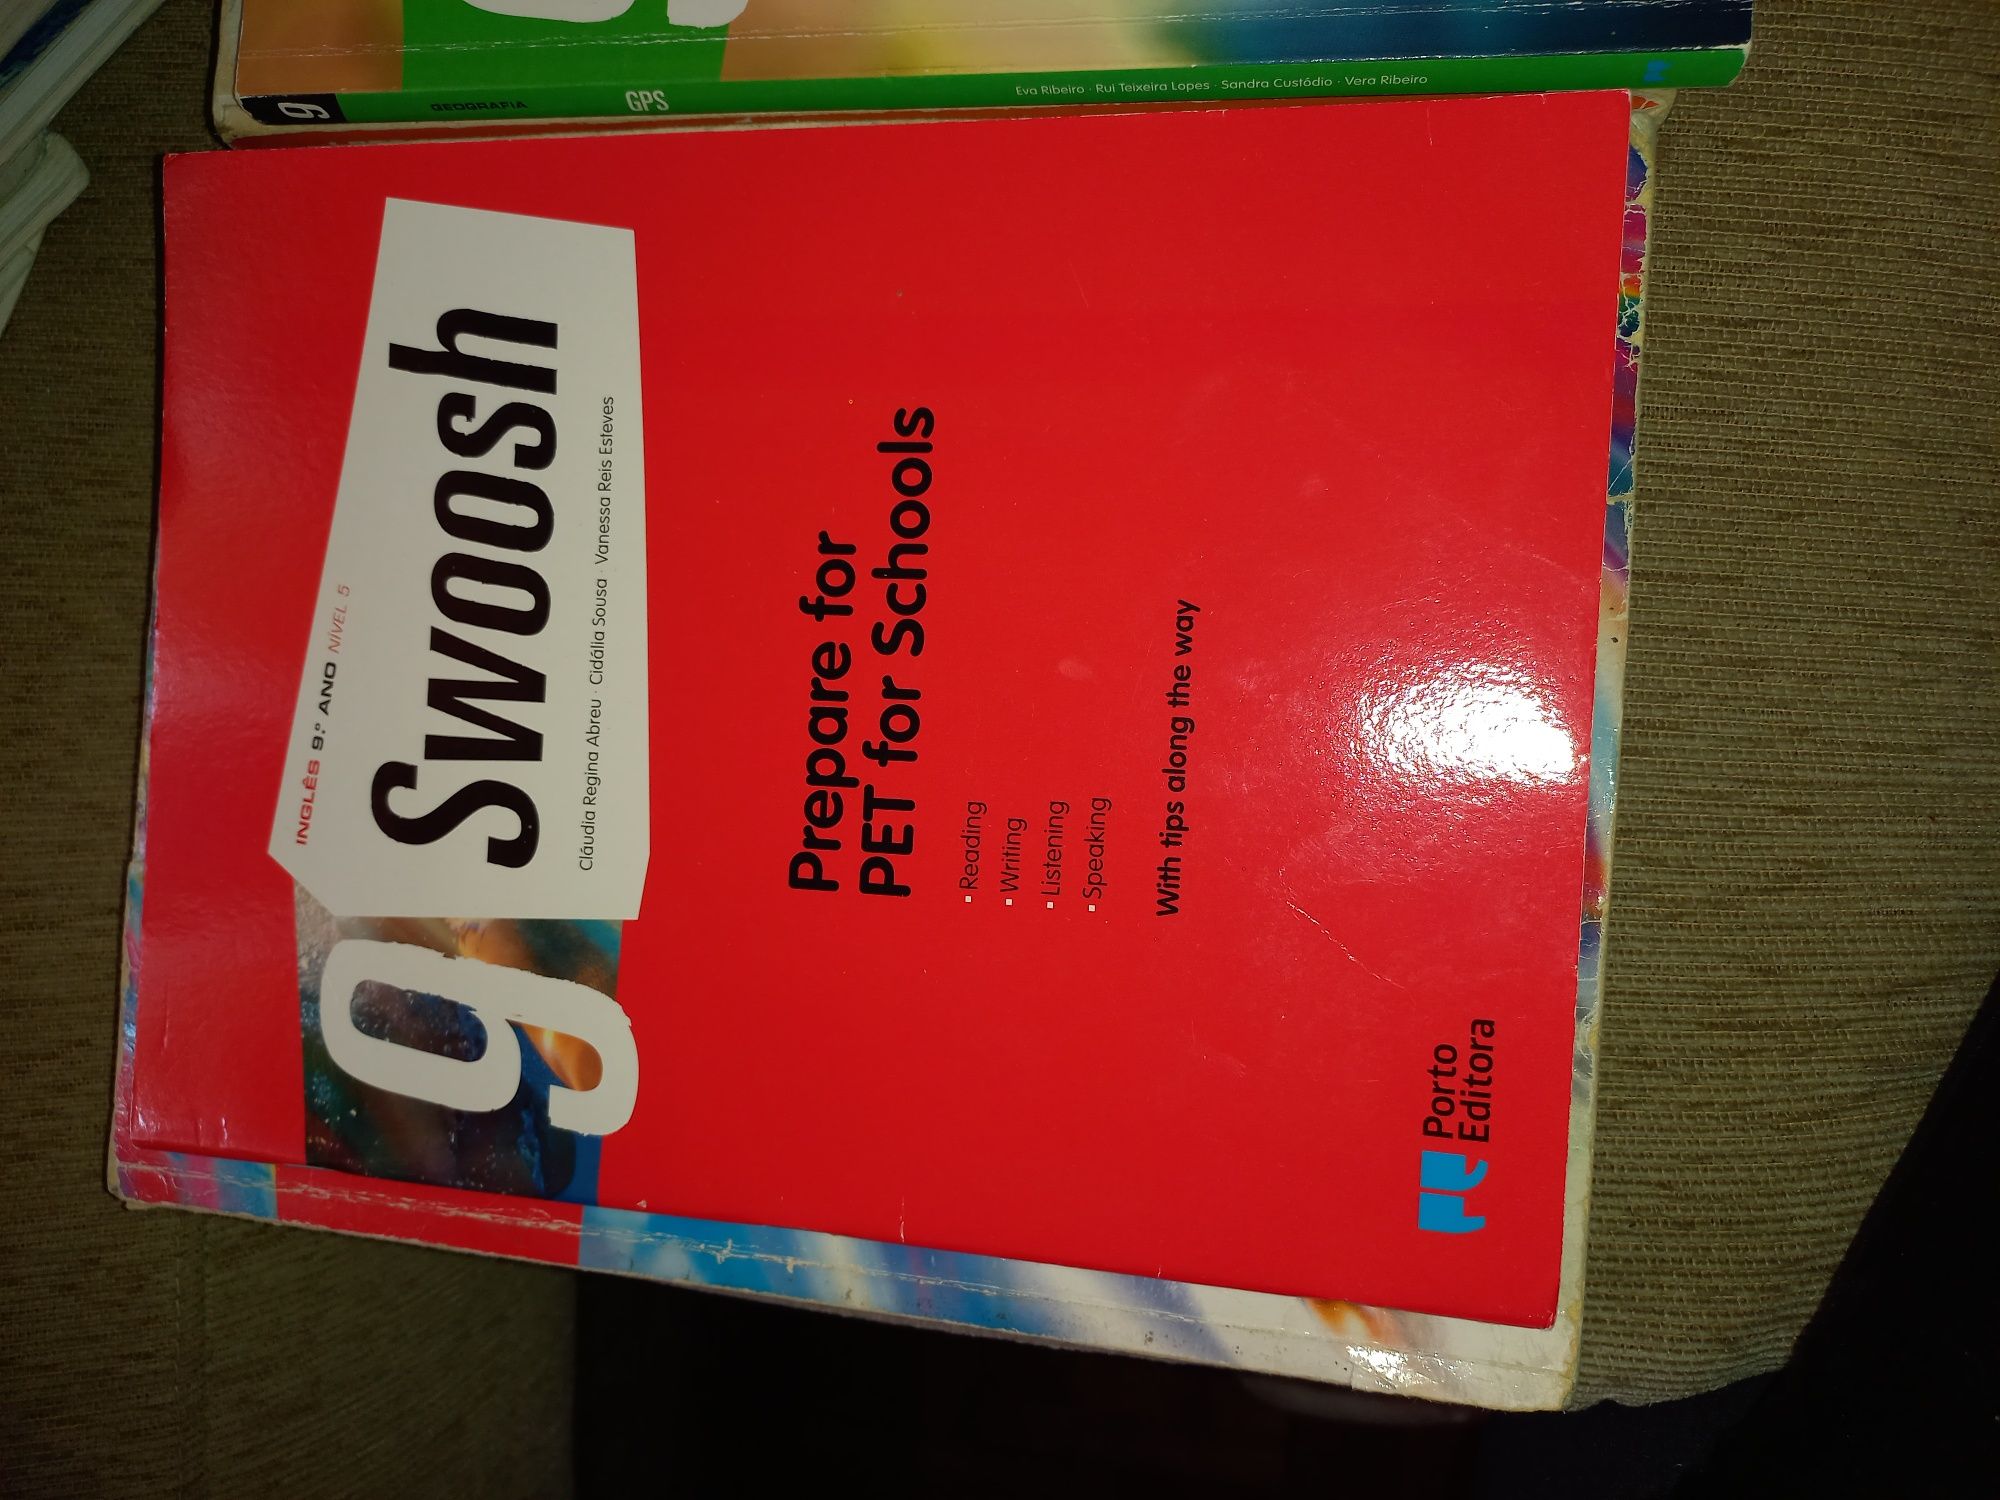 9 GEOGRAFIA GPS Eva Ribeiro · Rui Teixeira Lopes · Sandra Custódio · Vera Ribeiro
INGLÊS 9.º ANO NÍVEL 5
9 Swoosh
Cláudia Regina Abreu · Cidália Sousa · Vanessa Reis Esteves
Prepare for
PET for Schools
▪ Reading
▪ Writing
▪ Listening
▪ Speaking
With tips along the way
Porto
Editora